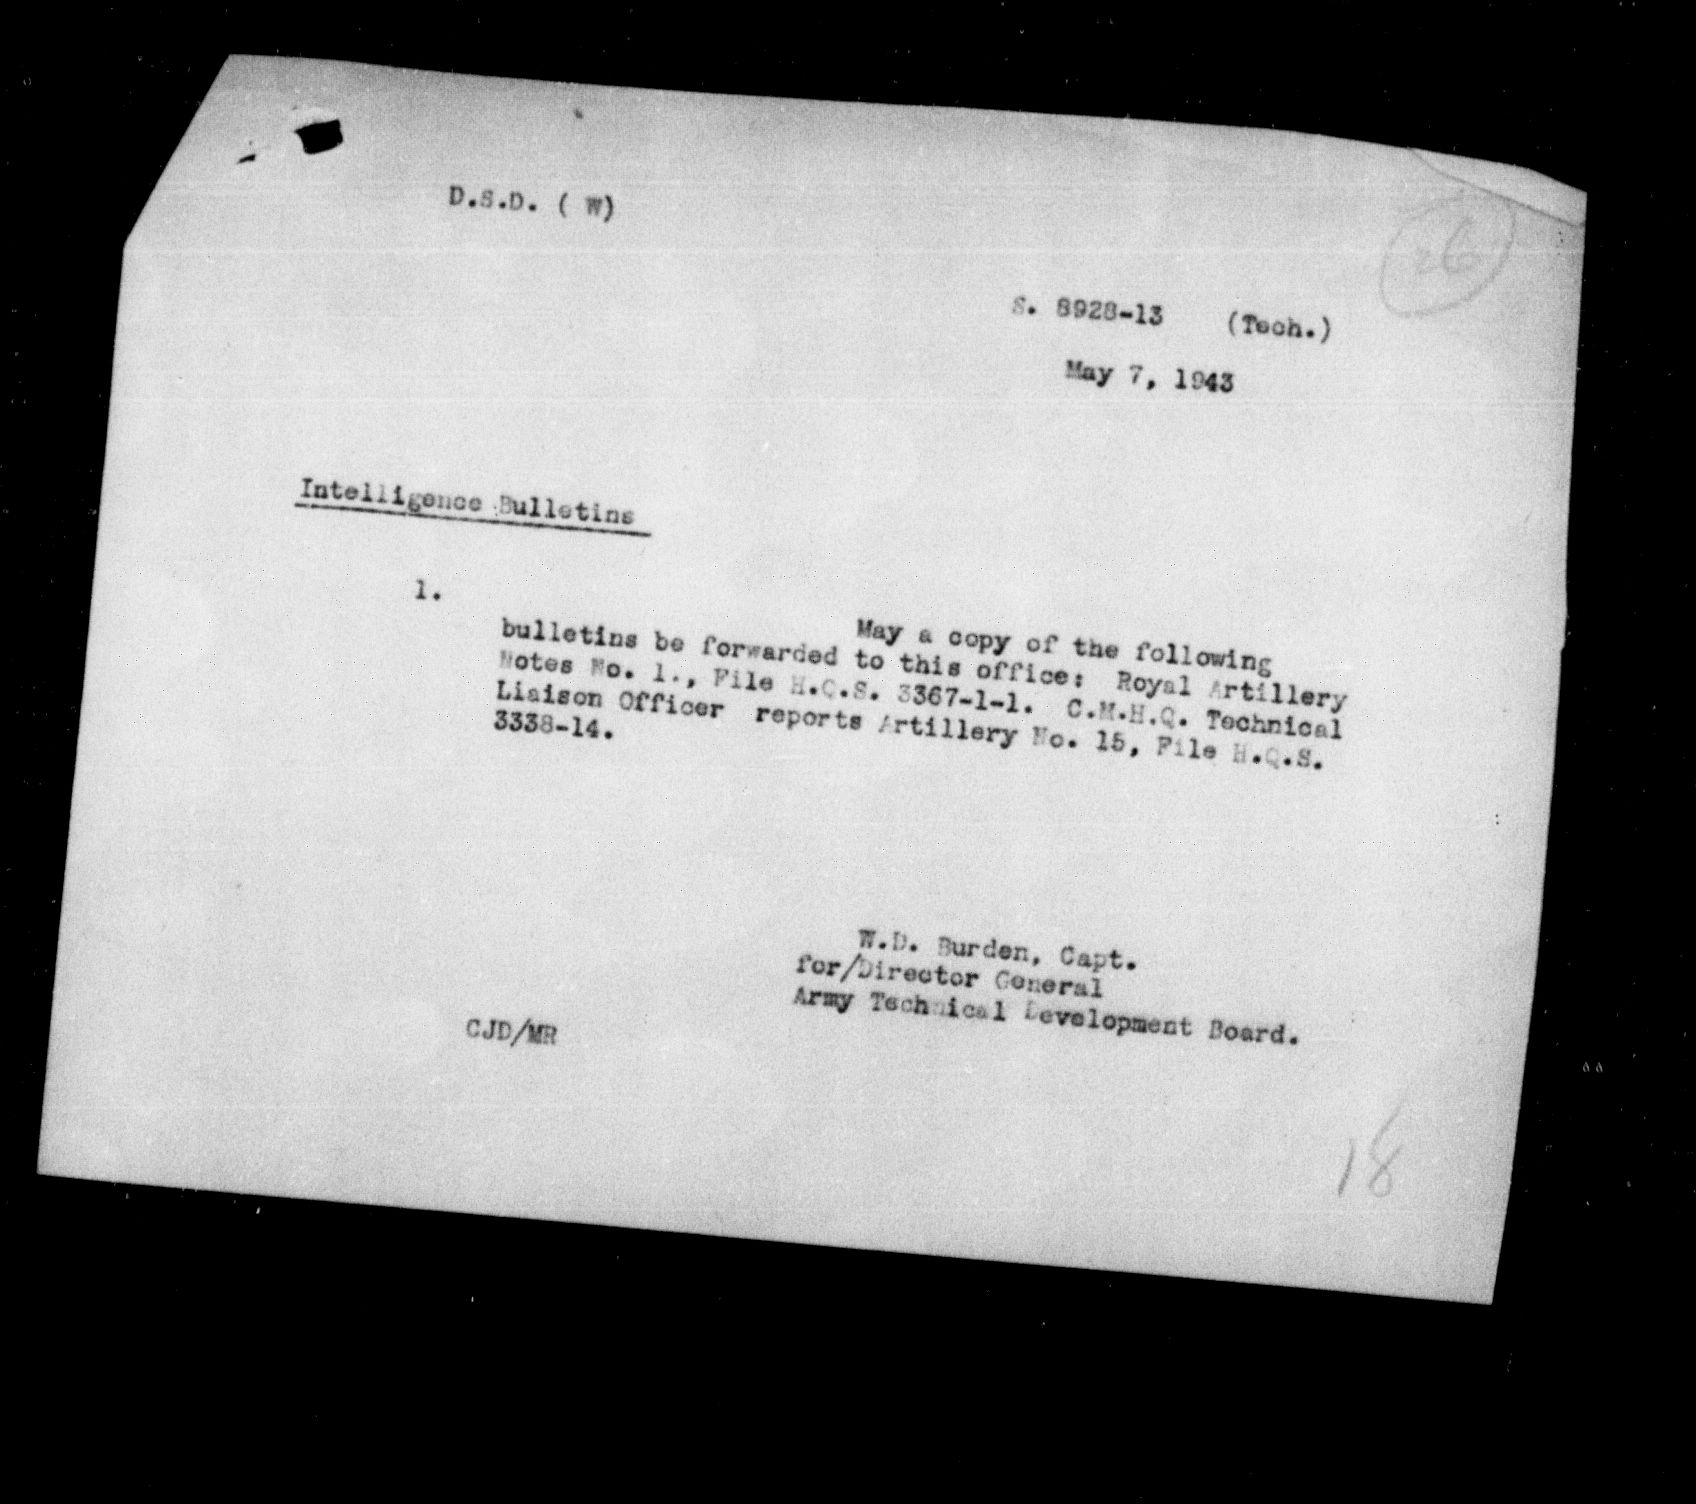 D.S.D. ( W)
26
S. 8928-13 (Tech.)
May 7, 1943
Intelligence Bulletins
1.
May a copy of the following
bulletins be forwarded to this office: Royal Artillery
Notes No. 1., File H.Q.S. 3367-1-1. C.M.H.Q. Technical
Liaison Officer reports Artillery No. 15, File H.Q.S.
3338-14.
W.D. Burden, Capt.
for/Director General
Army Technical Development Board.
CJD/MR
18